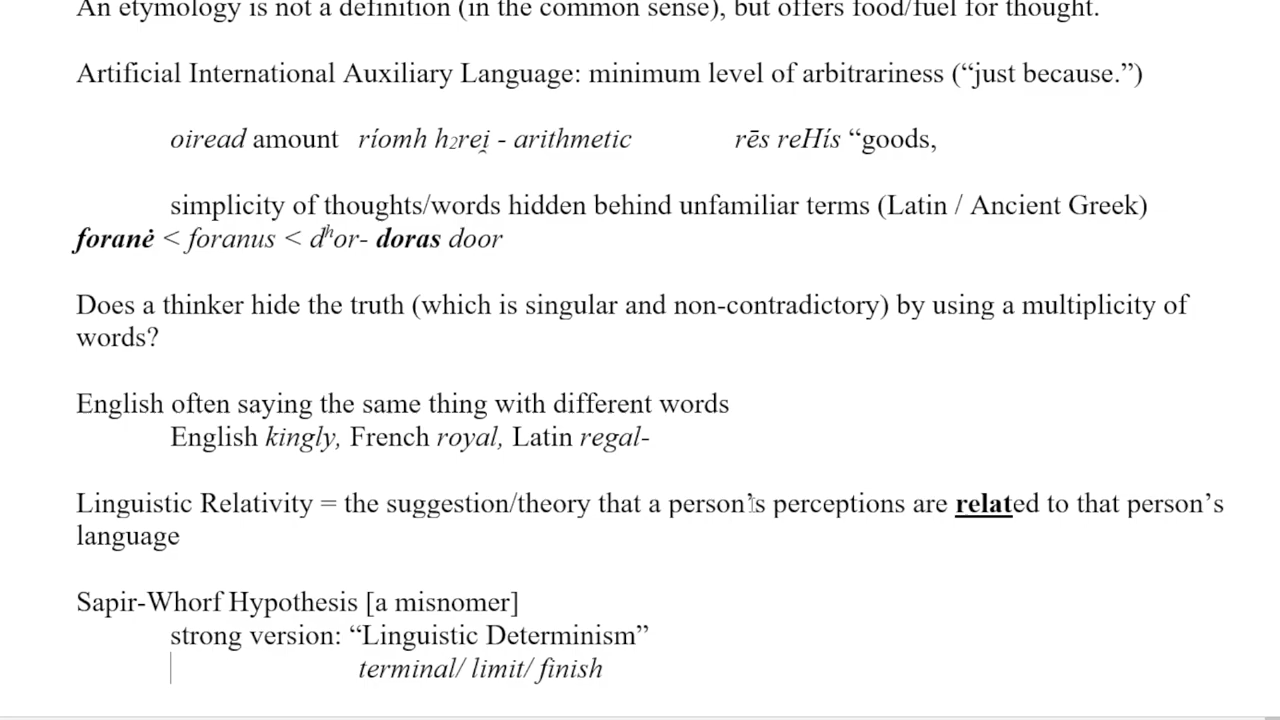 An etymology is not a definition (in the common sense), but offers food/fuel for thought.
Artificial International Auxiliary Language: minimum level of arbitrariness (“just because.”)
oiread amount ríomh h₂rei̯ - arithmetic rēs reHís “goods,
simplicity of thoughts/words hidden behind unfamiliar terms (Latin / Ancient Greek)
foranė < foranus < dʰor- doras door
Does a thinker hide the truth (which is singular and non-contradictory) by using a multiplicity of
words?
English often saying the same thing with different words
English kingly, French royal, Latin regal-
Linguistic Relativity = the suggestion/theory that a person’s perceptions are related to that person’s
language
Sapir-Whorf Hypothesis [a misnomer]
strong version: “Linguistic Determinism”
terminal/ limit/ finish